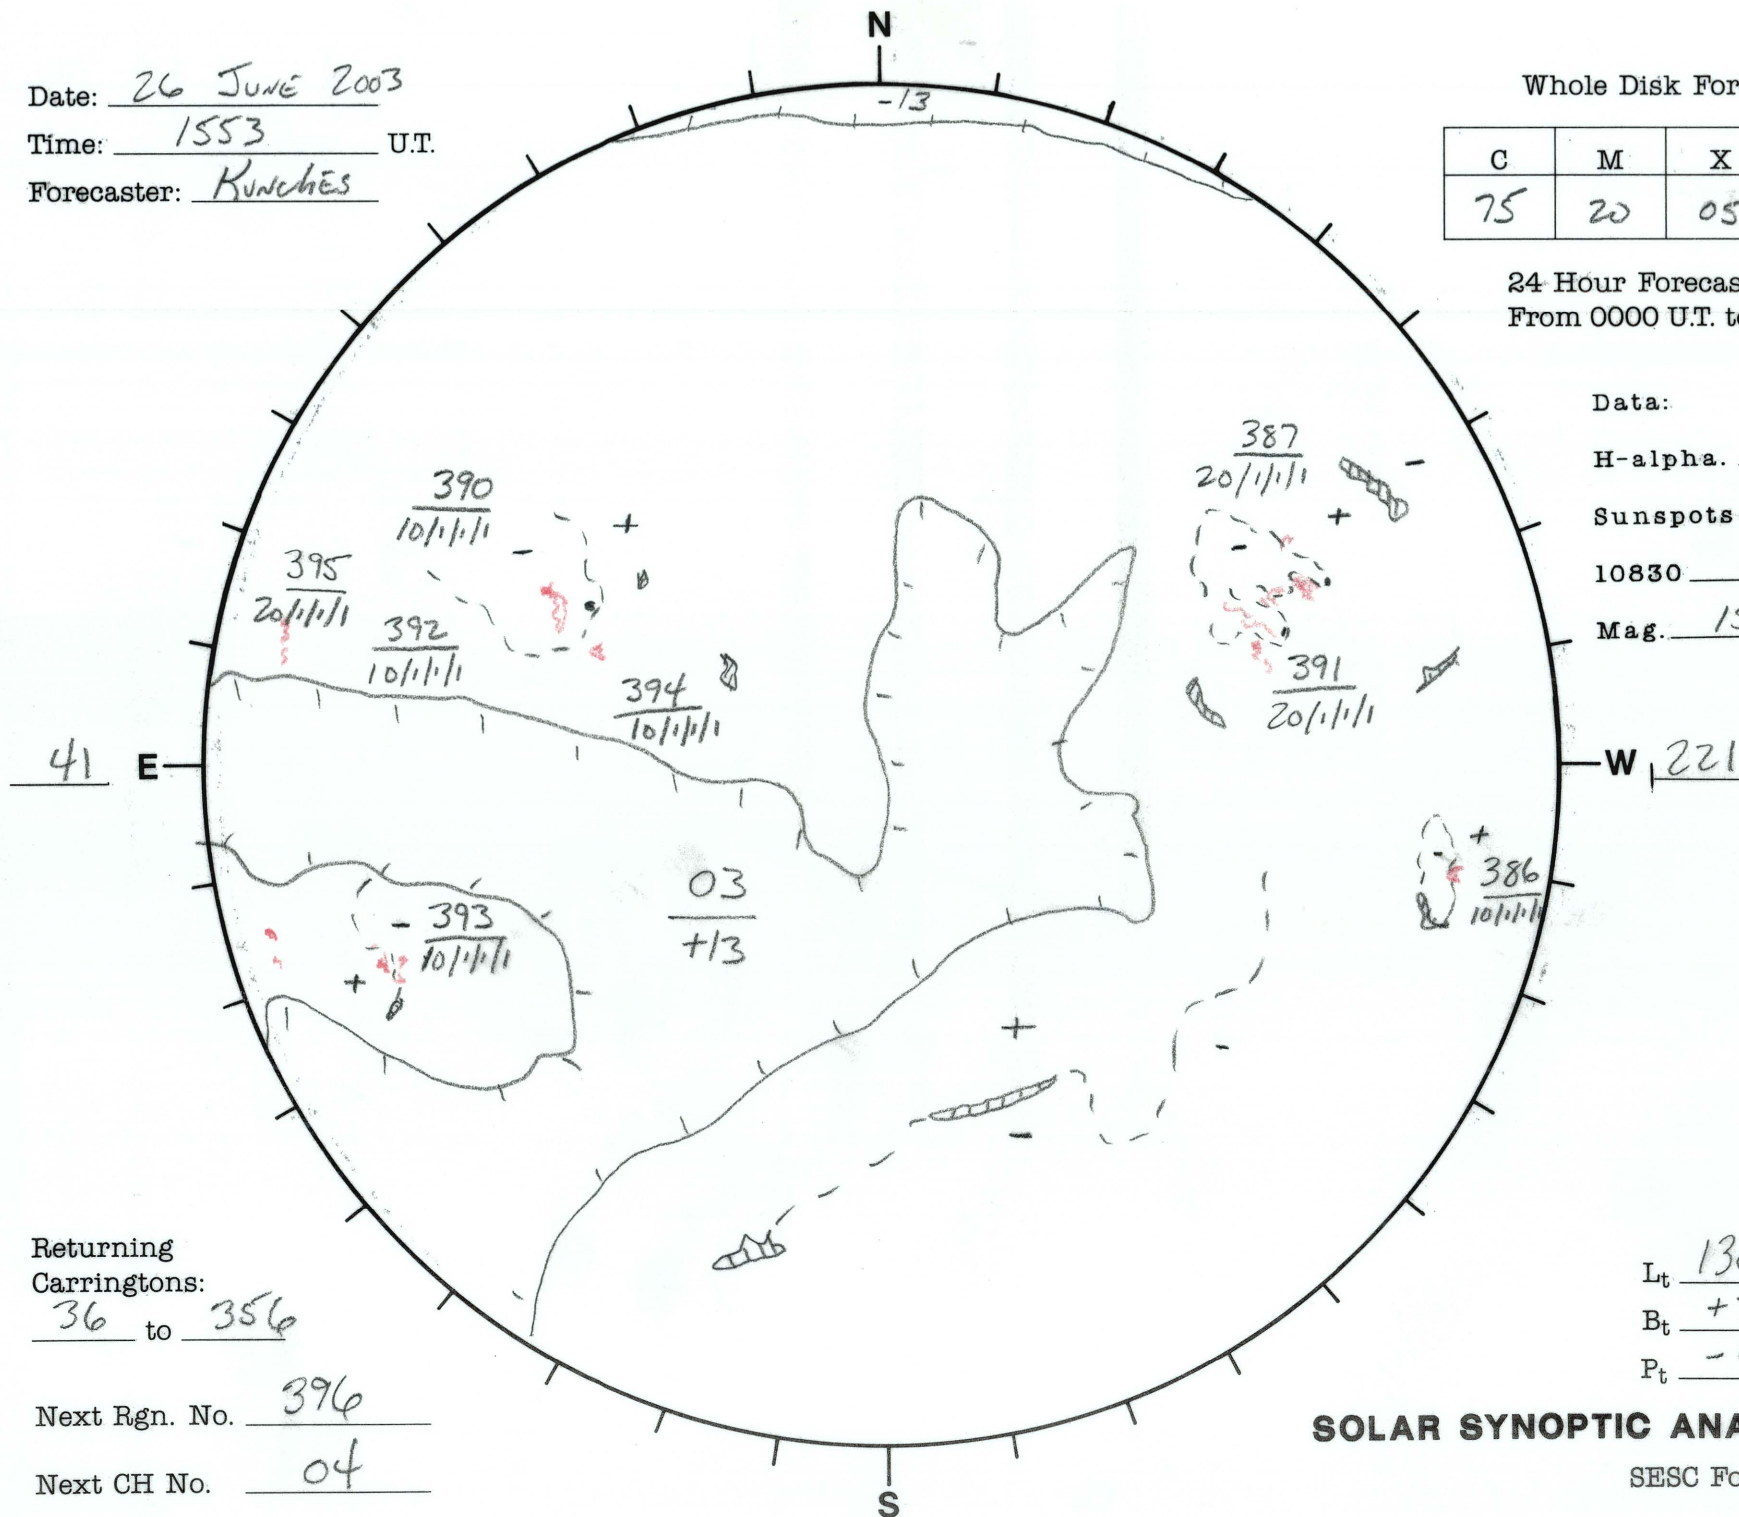 N
-13
Date: 26 JUNE 2003
Time: 1553 U.T.
Forecaster: KUNCHES
Whole Disk For
C M X
75 20 05
24 Hour Forecas
From 0000 U.T. to
Data:
H-alpha.
Sunspots
10830
Mag.
387
20/1/1/1
-
+
-
390
10/1/1/1
+
-
395
20/1/1/1
392
10/1/1/1
394
10/1/1/1
391
20/1/1/1
41 E
W 221
+
-
386
10/1/1/1
03
+13
-
393
10/1/1/1
+
+
-
-
Returning
Carringtons:
36 to 356
Lt
Bt +
Pt -
Next Rgn. No. 396
Next CH No. 04
SOLAR SYNOPTIC ANA
SESC Fo
S